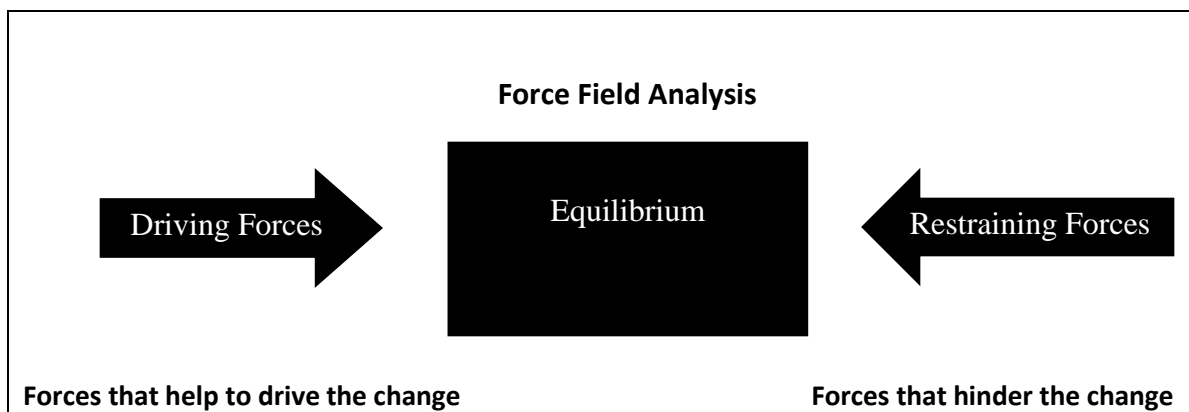 Force Field Analysis
Equilibrium
Driving Forces
Restraining Forces
Forces that help to drive the change
Forces that hinder the change